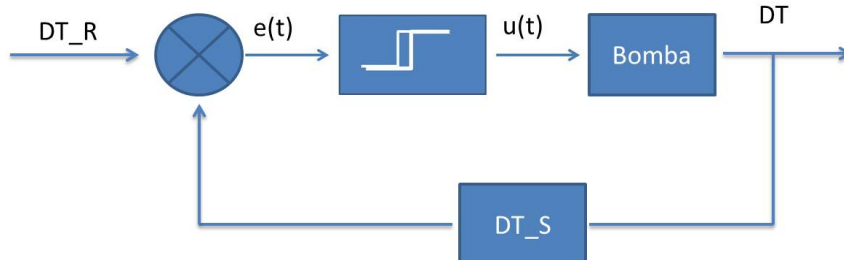 DT_R
e(t)
u(t)
Bomba
DT
DT_S